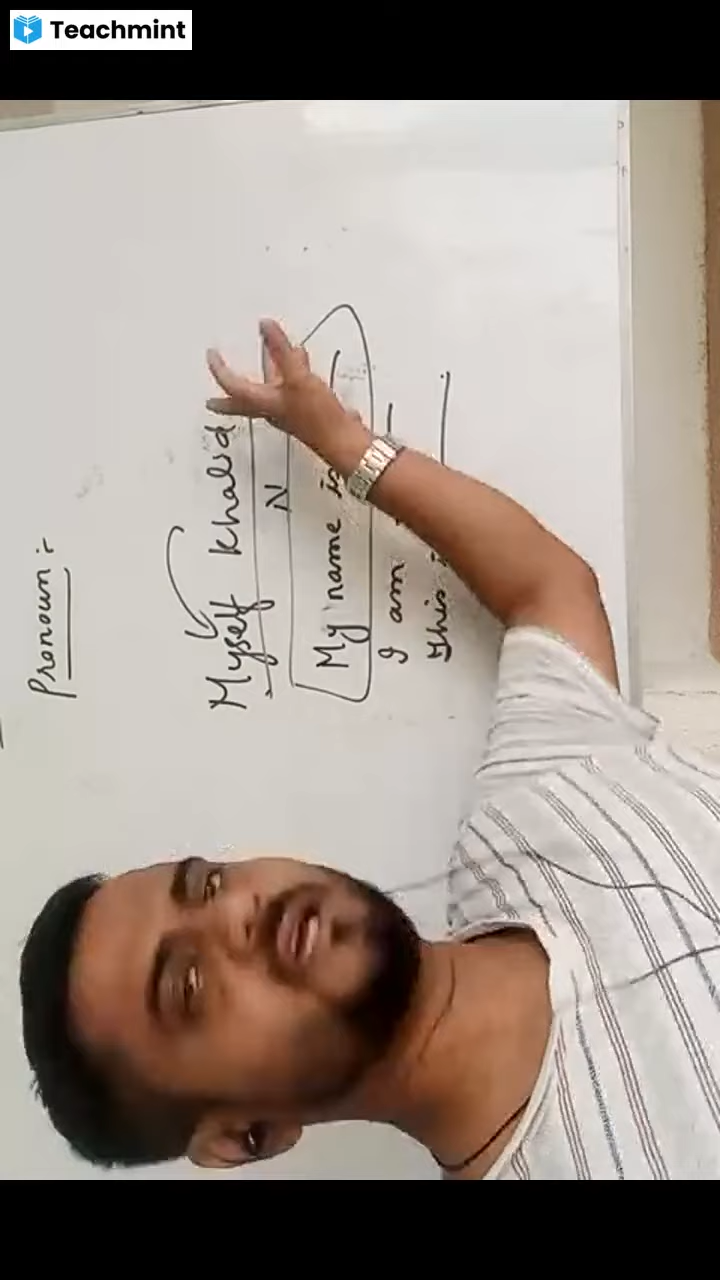 Teachmint
Pronoun :-
Myself Khalid
N
My name is
I am
This